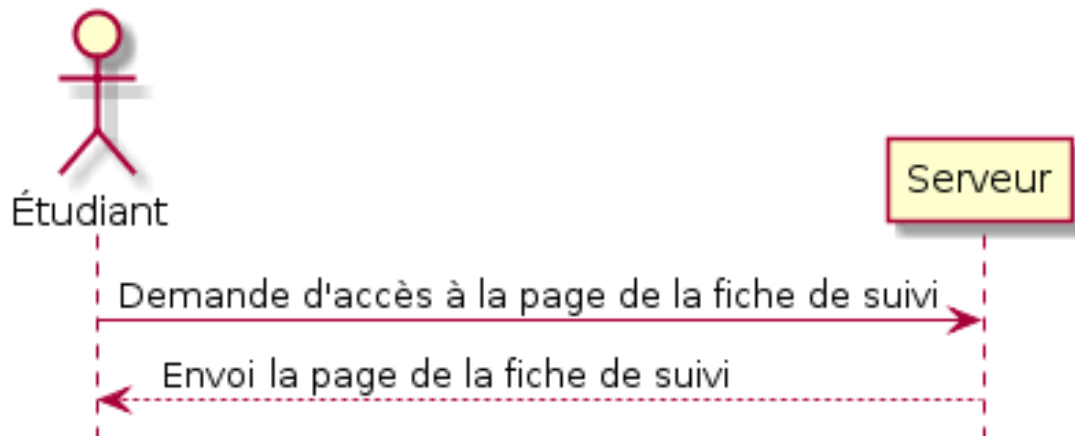 Étudiant
Serveur
Demande d'accès à la page de la fiche de suivi
Envoi la page de la fiche de suivi